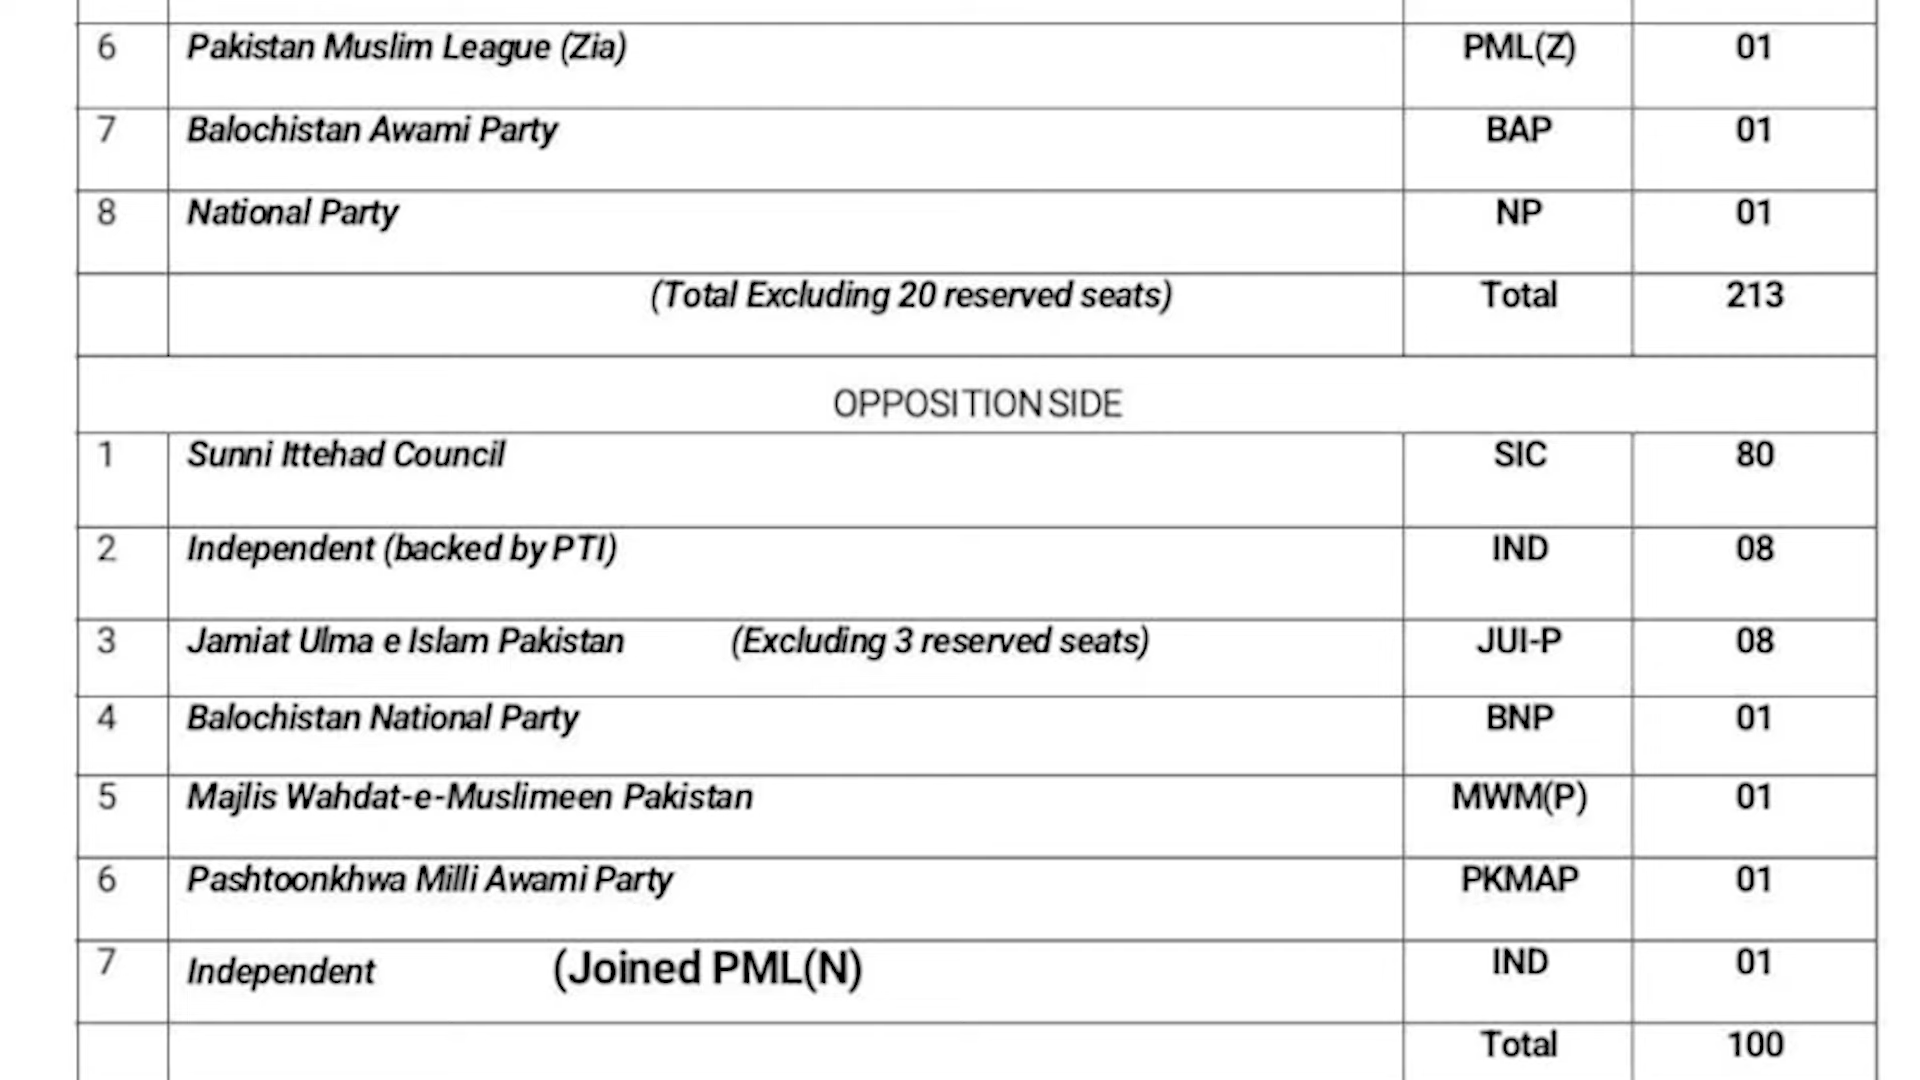 6 Pakistan Muslim League (Zia) PML(Z) 01
7 Balochistan Awami Party BAP 01
8 National Party NP 01
(Total Excluding 20 reserved seats) Total 213
OPPOSITION SIDE
1 Sunni Ittehad Council SIC 80
2 Independent (backed by PTI) IND 08
3 Jamiat Ulma e Islam Pakistan (Excluding 3 reserved seats) JUI-P 08
4 Balochistan National Party BNP 01
5 Majlis Wahdat-e-Muslimeen Pakistan MWM(P) 01
6 Pashtoonkhwa Milli Awami Party PKMAP 01
7 Independent (Joined PML(N) IND 01
Total 100